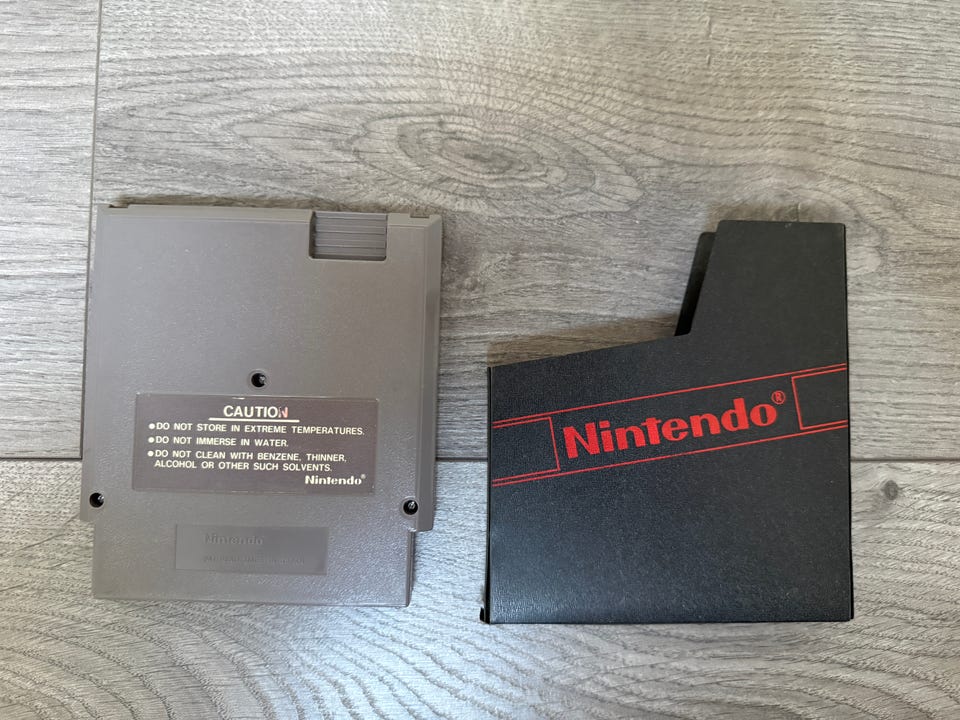 CAUTION
●DO NOT STORE IN EXTREME TEMPERATURES.
●DO NOT IMMERSE IN WATER.
●DO NOT CLEAN WITH BENZENE, THINNER,
ALCOHOL OR OTHER SUCH SOLVENTS.
Nintendo®
Nintendo
Nintendo®